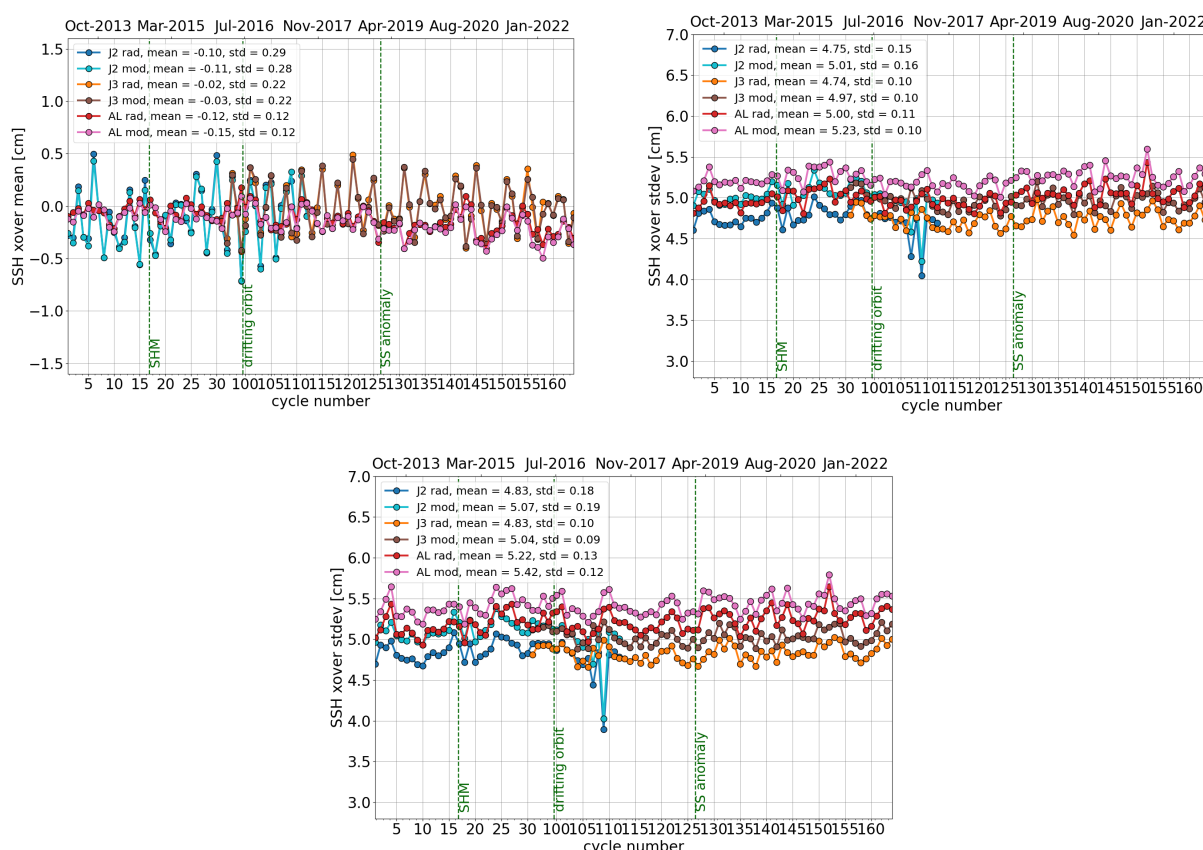 Oct-2013 Mar-2015 Jul-2016 Nov-2017 Apr-2019 Aug-2020 Jan-2022
SSH xover mean [cm]
1.5
1.0
0.5
0.0
−0.5
−1.0
−1.5
J2 rad, mean = -0.10, std = 0.29
J2 mod, mean = -0.11, std = 0.28
J3 rad, mean = -0.02, std = 0.22
J3 mod, mean = -0.03, std = 0.22
AL rad, mean = -0.12, std = 0.12
AL mod, mean = -0.15, std = 0.12
SHM
drifting orbit
SS anomaly
5 10 15 20 25 30 100 105 110 115 120 125 130 135 140 145 150 155 160
cycle number
Oct-2013 Mar-2015 Jul-2016 Nov-2017 Apr-2019 Aug-2020 Jan-2022
SSH xover stdev [cm]
7.0
6.5
6.0
5.5
5.0
4.5
4.0
3.5
3.0
J2 rad, mean = 4.75, std = 0.15
J2 mod, mean = 5.01, std = 0.16
J3 rad, mean = 4.74, std = 0.10
J3 mod, mean = 4.97, std = 0.10
AL rad, mean = 5.00, std = 0.11
AL mod, mean = 5.23, std = 0.10
SHM
drifting orbit
SS anomaly
5 10 15 20 25 30 100 105 110 115 120 125 130 135 140 145 150 155 160
cycle number
Oct-2013 Mar-2015 Jul-2016 Nov-2017 Apr-2019 Aug-2020 Jan-2022
SSH xover stdev [cm]
7.0
6.5
6.0
5.5
5.0
4.5
4.0
3.5
3.0
J2 rad, mean = 4.83, std = 0.18
J2 mod, mean = 5.07, std = 0.19
J3 rad, mean = 4.83, std = 0.10
J3 mod, mean = 5.04, std = 0.09
AL rad, mean = 5.22, std = 0.13
AL mod, mean = 5.42, std = 0.12
SHM
drifting orbit
SS anomaly
5 10 15 20 25 30 100 105 110 115 120 125 130 135 140 145 150 155 160
cycle number